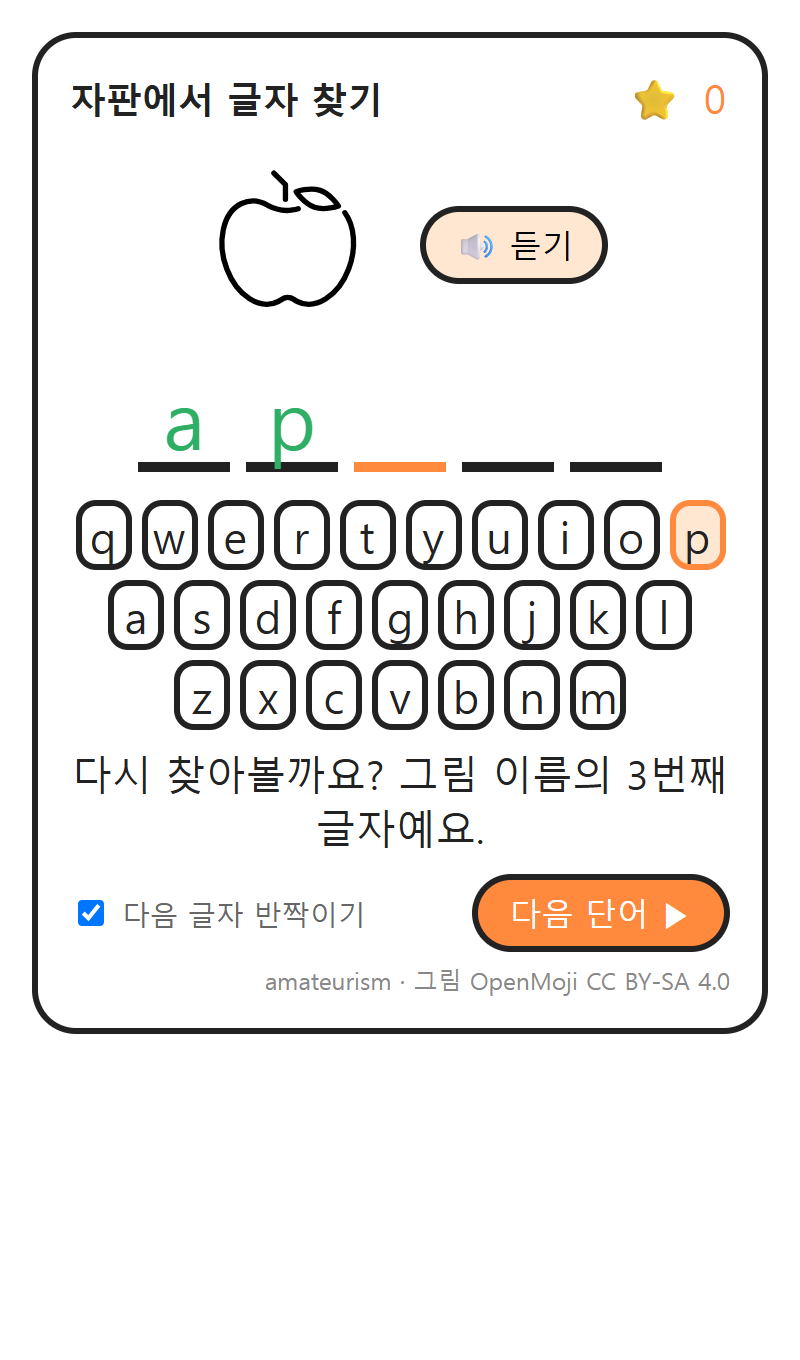 자판에서 글자 찾기 0
듣기
a p
q w e r t y u i o p
a s d f g h j k l
z x c v b n m
다시 찾아볼까요? 그림 이름의 3번째
글자예요.
다음 글자 반짝이기 다음 단어 ▶
amateurism · 그림 OpenMoji CC BY-SA 4.0